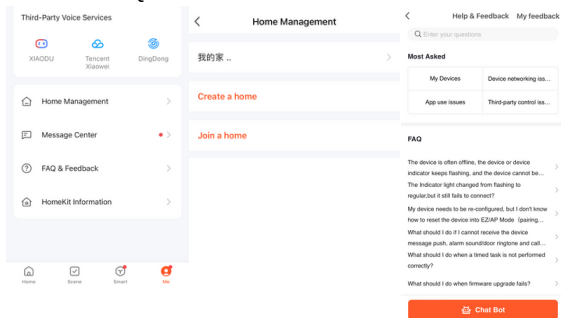 Third-Party Voice Services
XIAODU
Tencent
Xiaowei
DingDong
Home Management
Message Center
FAQ & Feedback
HomeKit Information
Home
Scene
Smart
Me
Home Management
我的家 ..
Create a home
Join a home
Help & Feedback
My feedback
Enter your questions
Most Asked
My Devices
Device networking iss...
App use issues
Third-party control iss...
FAQ
The device is often offline, the device or device
indicator keeps flashing, and the device cannot be...
The Indicator light changed from flashing to
regular,but it still fails to connect?
My device needs to be re-configured, but I don't know
how to reset the device into EZ/AP Mode（pairing...
What should I do if I cannot receive the device
message push, alarm sound/door ringtone and call...
What should I do when a timed task is not performed
correctly?
What should I do when firmware upgrade fails?
Chat Bot